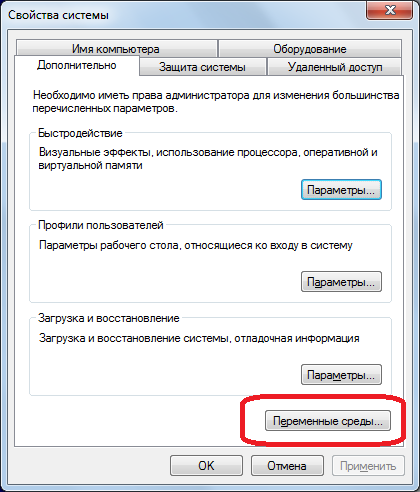 Свойства системы
Имя компьютера Оборудование
Дополнительно Защита системы Удаленный доступ
Необходимо иметь права администратора для изменения большинства
перечисленных параметров.
Быстродействие
Визуальные эффекты, использование процессора, оперативной и
виртуальной памяти
Параметры...
Профили пользователей
Параметры рабочего стола, относящиеся ко входу в систему
Параметры...
Загрузка и восстановление
Загрузка и восстановление системы, отладочная информация
Параметры...
Переменные среды...
OK Отмена Применить